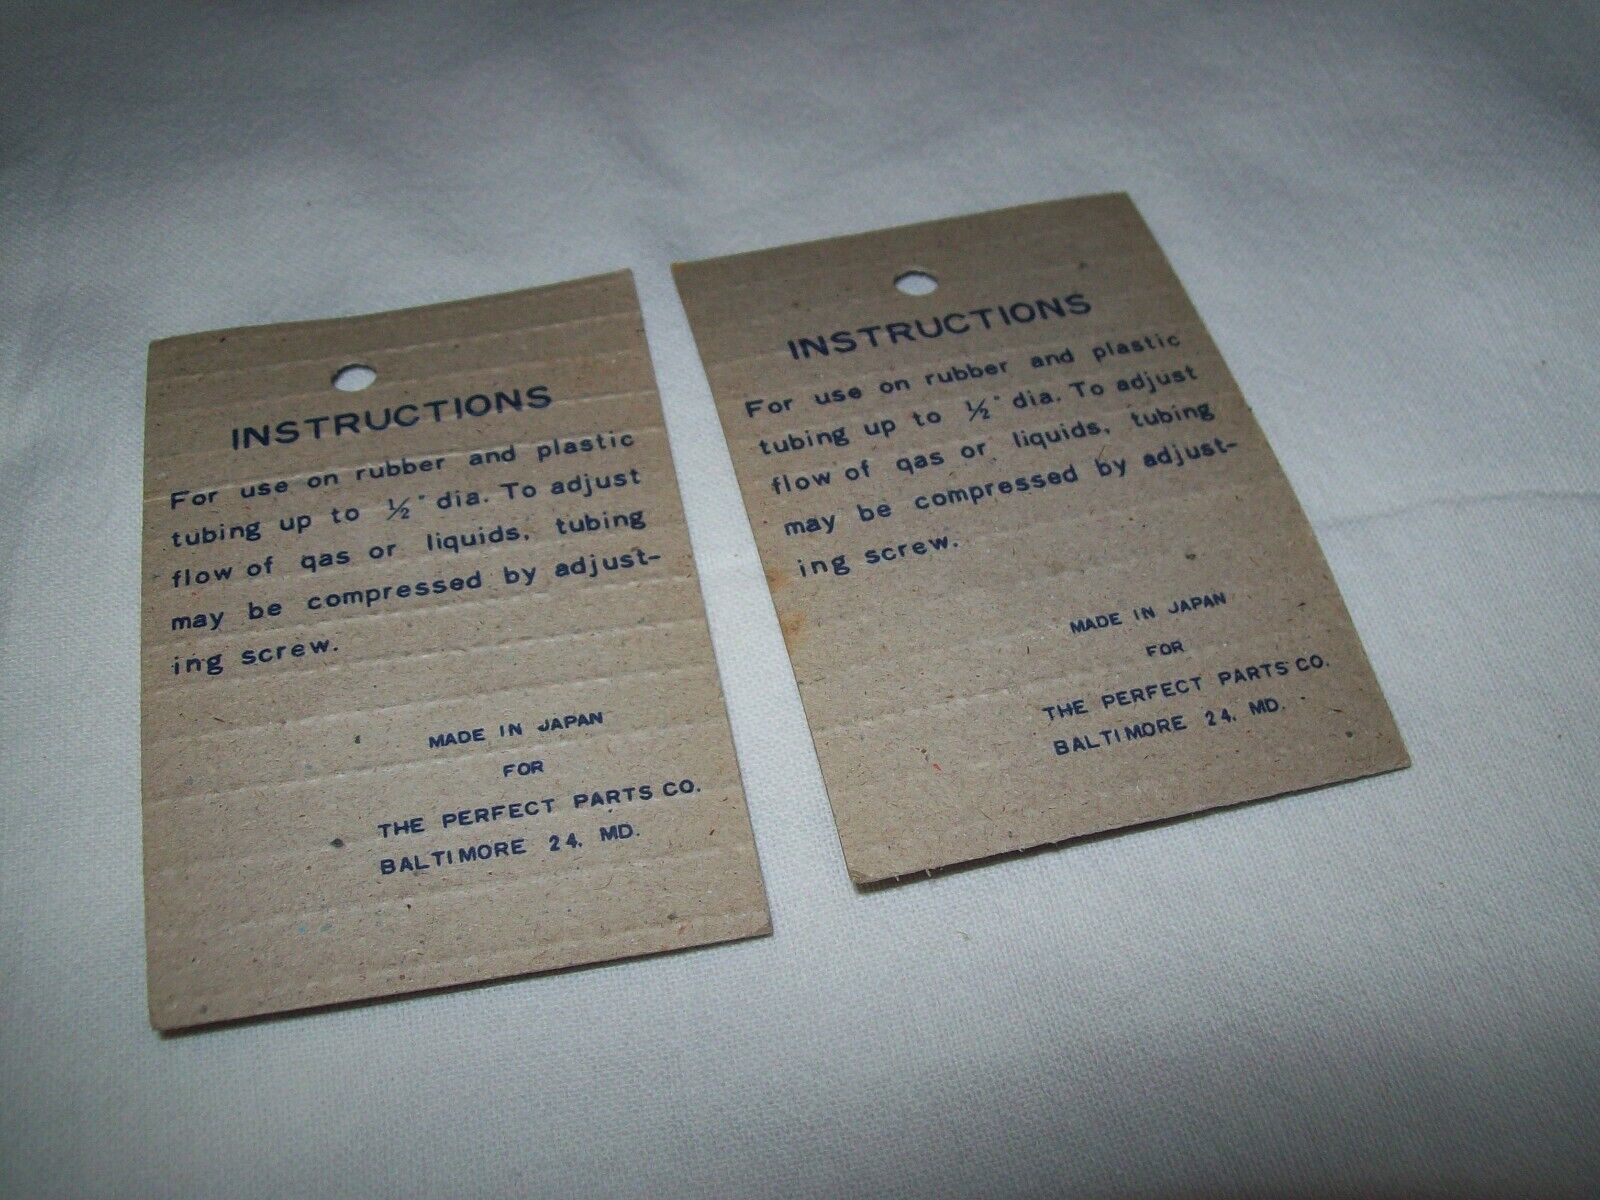 INSTRUCTIONS
For use on rubber and plastic
tubing up to ½" dia. To adjust
flow of qas or liquids, tubing
may be compressed by adjust-
ing screw.
MADE IN JAPAN
FOR
THE PERFECT PARTS CO.
BALTIMORE 24, MD.
INSTRUCTIONS
For use on rubber and plastic
tubing up to ½" dia. To adjust
flow of qas or liquids, tubing
may be compressed by adjust-
ing screw.
MADE IN JAPAN
FOR
THE PERFECT PARTS CO.
BALTIMORE 24, MD.